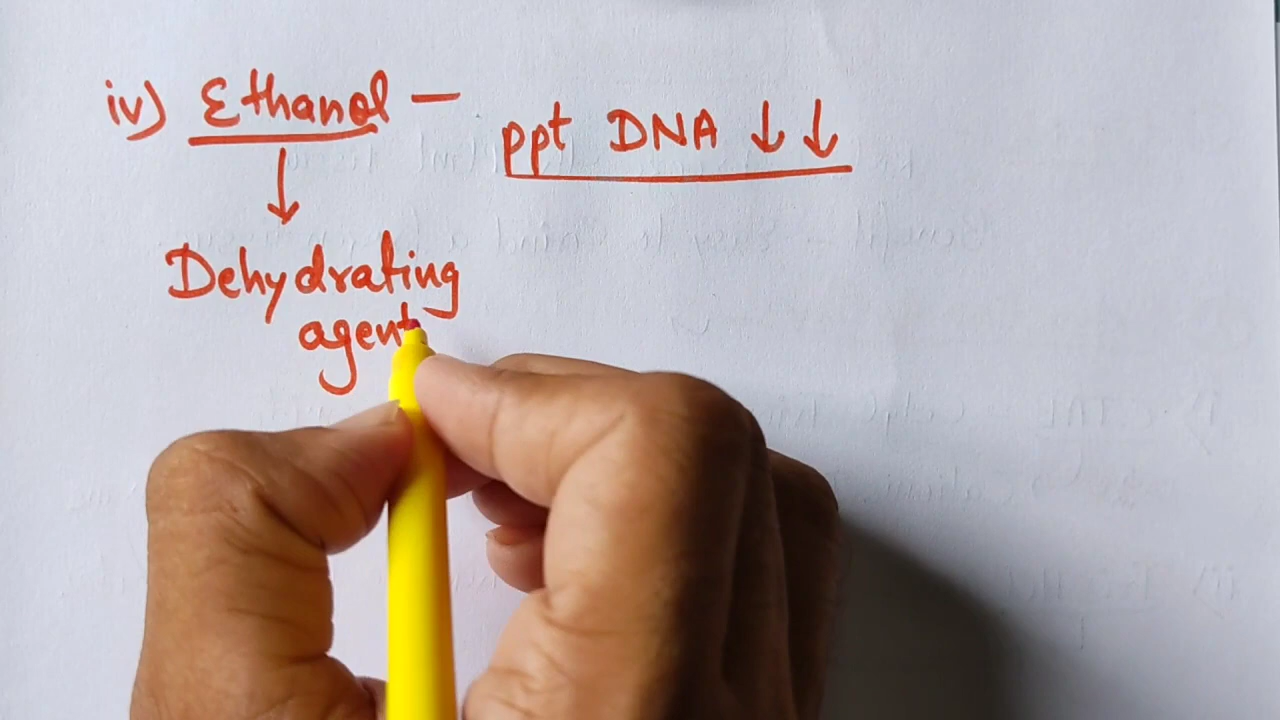 iv) Ethanol – ppt DNA ↓ ↓
↓
Dehydrating
agent